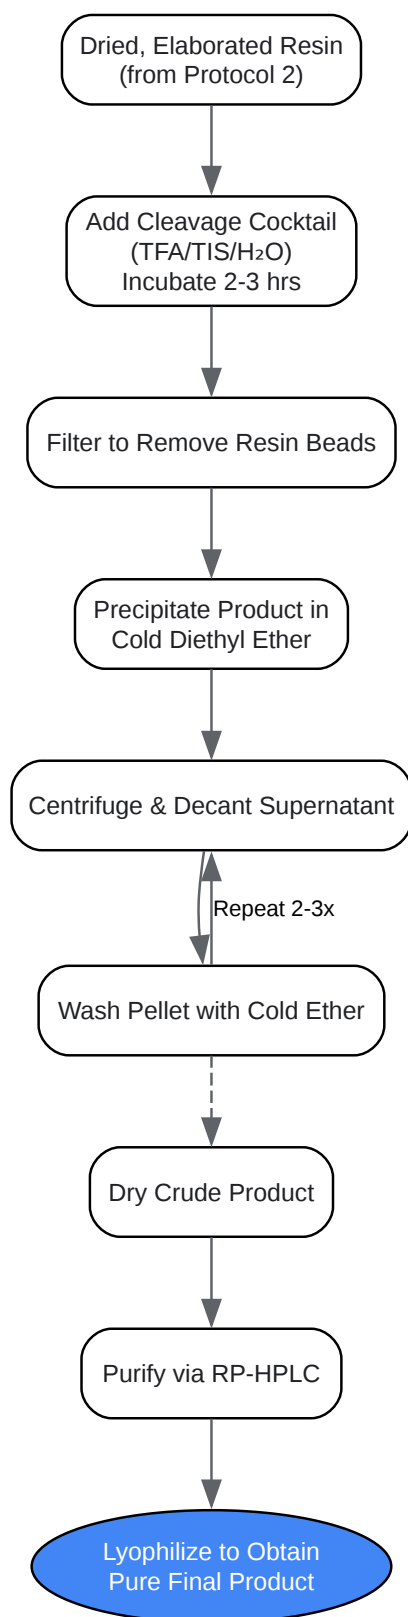 Dried, Elaborated Resin
(from Protocol 2)
Add Cleavage Cocktail
(TFA/TIS/H₂O)
Incubate 2-3 hrs
Filter to Remove Resin Beads
Precipitate Product in
Cold Diethyl Ether
Centrifuge & Decant Supernatant
Repeat 2-3x
Wash Pellet with Cold Ether
Dry Crude Product
Purify via RP-HPLC
Lyophilize to Obtain
Pure Final Product